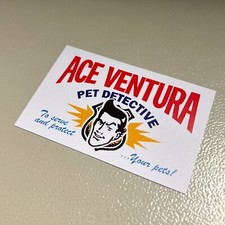 ACE VENTURA
PET DETECTIVE
To serve
and protect
...Your pets!